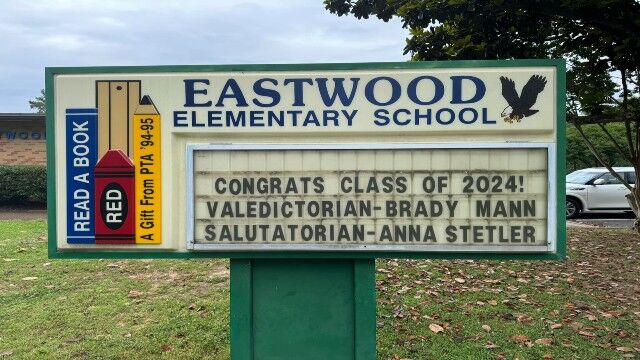 EASTWOOD
ELEMENTARY SCHOOL
READ A BOOK
RED
A Gift From PTA '94-95
CONGRATS CLASS OF 2024!
VALEDICTORIAN-BRADY MANN
SALUTATORIAN-ANNA STETLER